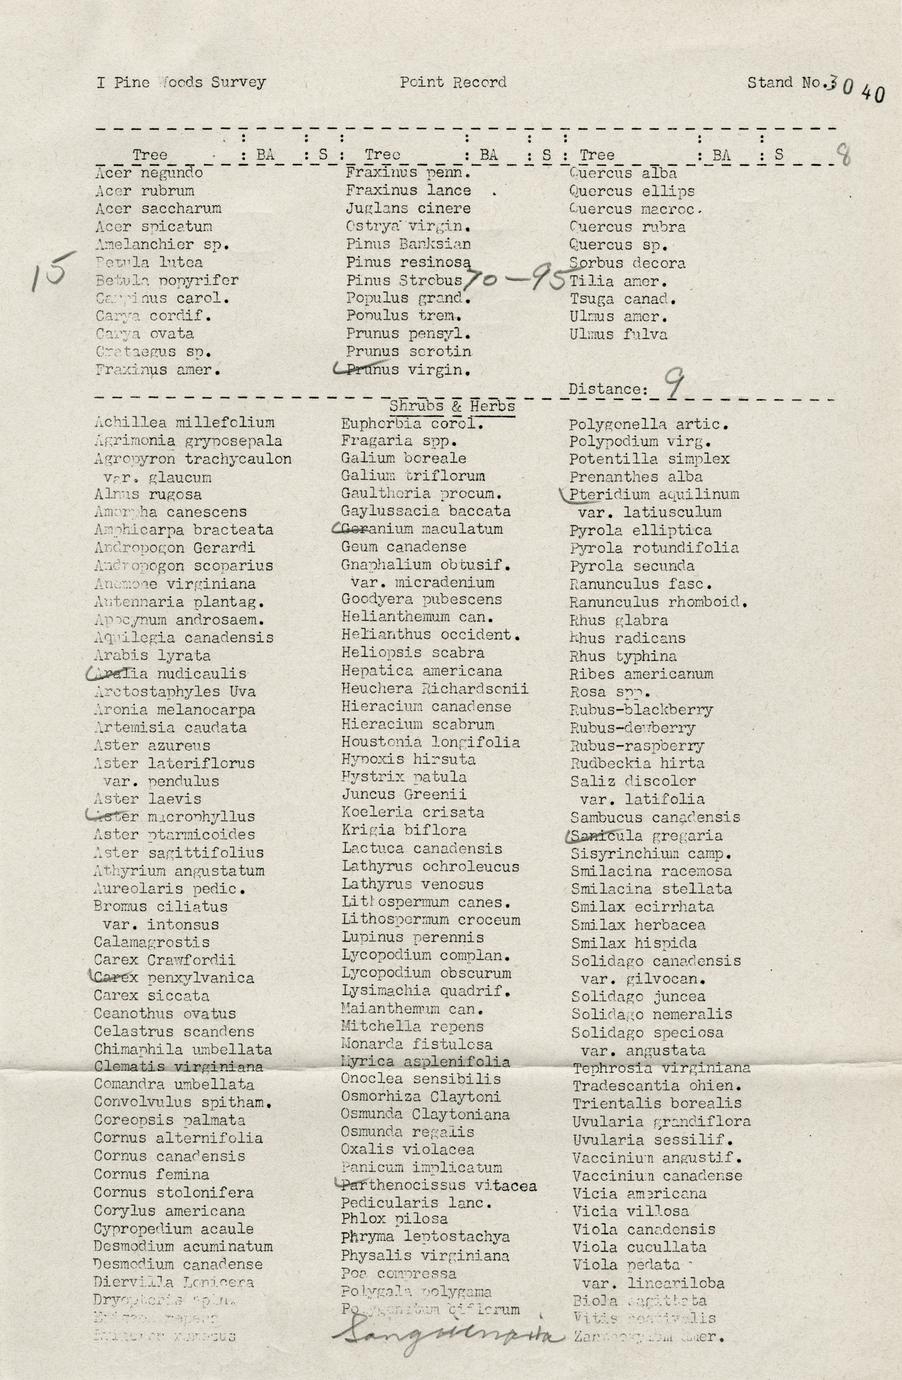 I Pine Woods Survey Point Record Stand No. 3040
8
Tree : BA : S : Tree : BA : S : Tree : BA : S
Acer negundo
Acer rubrum
Acer saccharum
Acer spicatum
Amelanchier sp.
Betula lutea
15 Betula popyrifer
Carpinus carol.
Carya cordif.
Carya ovata
Crataegus sp.
Fraxinus amer.
Fraxinus penn.
Fraxinus lance .
Juglans cinere
Ostrya virgin.
Pinus Banksian
Pinus resinosa
Pinus Strobus 70-95
Populus grand.
Populus trem.
Prunus pensyl.
Prunus scrotin
Prunus virgin.
Quercus alba
Quercus ellips
Quercus macroc.
Quercus rubra
Quercus sp.
Sorbus decora
Tilia amer.
Tsuga canad.
Ulmus amer.
Ulmus fulva
Distance: 9
Shrubs & Herbs
Achillea millefolium
Agrimonia gryposepala
Agropyron trachycaulon
var. glaucum
Alnus rugosa
Amorpha canescens
Amphicarpa bracteata
Andropogon Gerardi
Andropogon scoparius
Anemone virginiana
Antennaria plantag.
Apocynum androsaem.
Aquilegia canadensis
Arabis lyrata
Aralia nudicaulis
Arctostaphyles Uva
Aronia melanocarpa
Artemisia caudata
Aster azureus
Aster lateriflorus
var. pendulus
Aster laevis
Aster macrophyllus
Aster ptarmicoides
Aster sagittifolius
Athyrium angustatum
Aureolaris pedic.
Bromus ciliatus
var. intonsus
Calamagrostis
Carex Crawfordii
Carex penxylvanica
Carex siccata
Ceanothus ovatus
Celastrus scandens
Chimaphila umbellata
Clematis virginiana
Comandra umbellata
Convolvulus spitham.
Coreopsis palmata
Cornus alternifolia
Cornus canadensis
Cornus femina
Cornus stolonifera
Corylus americana
Cypropedium acaule
Desmodium acuminatum
Desmodium canadense
Diervilla Lonicera
Dryopteris
Euphorbia corol.
Fragaria spp.
Galium boreale
Galium triflorum
Gaultheria procum.
Gaylussacia baccata
Geranium maculatum
Geum canadense
Gnaphalium obtusif.
var. micradenium
Goodyera pubescens
Helianthemum can.
Helianthus occident.
Heliopsis scabra
Hepatica americana
Heuchera Richardsonii
Hieracium canadense
Hieracium scabrum
Houstonia longifolia
Hypoxis hirsuta
Hystrix patula
Juncus Greenii
Koeleria crisata
Krigia biflora
Lactuca canadensis
Lathyrus ochroleucus
Lathyrus venosus
Lithospermum canes.
Lithospermum croceum
Lupinus perennis
Lycopodium complan.
Lycopodium obscurum
Lysimachia quadrif.
Maianthemum can.
Mitchella repens
Monarda fistulosa
Myrica asplenifolia
Onoclea sensibilis
Osmorhiza Claytoni
Osmunda Claytoniana
Osmunda regalis
Oxalis violacea
Panicum implicatum
Parthenocissus vitacea
Pedicularis lanc.
Phlox pilosa
Phryma leptostachya
Physalis virginiana
Poa compressa
Polygala polygama
Polygonatum biflorum
Polygonella artic.
Polypodium virg.
Potentilla simplex
Prenanthes alba
Pteridium aquilinum
var. latiusculum
Pyrola elliptica
Pyrola rotundifolia
Pyrola secunda
Ranunculus fasc.
Ranunculus rhomboid.
Rhus glabra
Rhus radicans
Rhus typhina
Ribes americanum
Rosa spp.
Rubus-blackberry
Rubus-dewberry
Rubus-raspberry
Rudbeckia hirta
Saliz discolor
var. latifolia
Sambucus canadensis
Sanicula gregaria
Sisyrinchium camp.
Smilacina racemosa
Smilacina stellata
Smilax ecirrhata
Smilax herbacea
Smilax hispida
Solidago canadensis
var. gilvocan.
Solidago juncea
Solidago nemeralis
Solidago speciosa
var. angustata
Tephrosia virginiana
Tradescantia ohien.
Trientalis borealis
Uvularia grandiflora
Uvularia sessilif.
Vaccinium angustif.
Vaccinium canadense
Vicia americana
Vicia villosa
Viola canadensis
Viola cucullata
Viola pedata
var. lineariloba
Biola sagittata
Vitis aestivalis